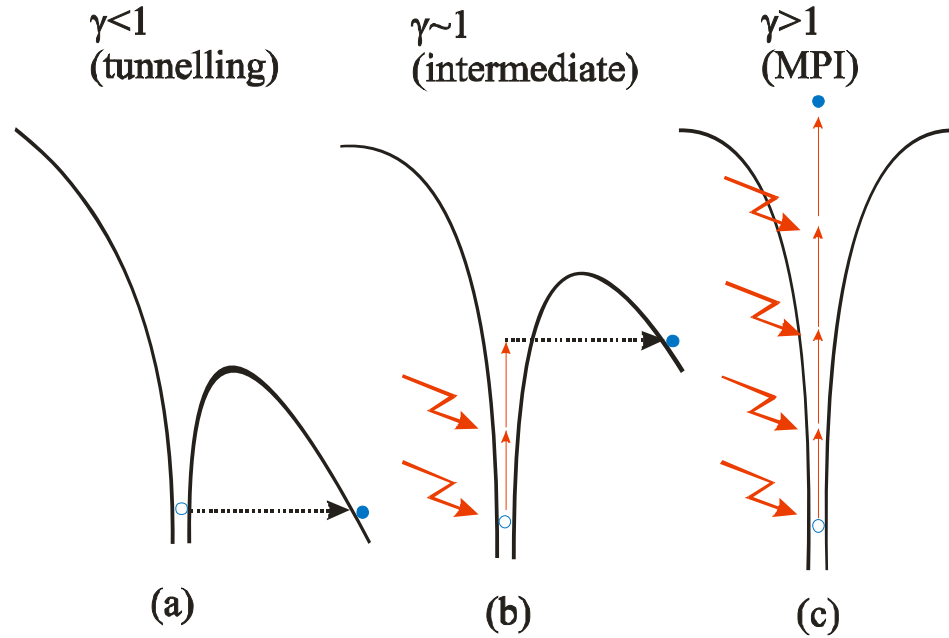 γ<1
(tunnelling)
γ~1
(intermediate)
γ>1
(MPI)
(a)
(b)
(c)